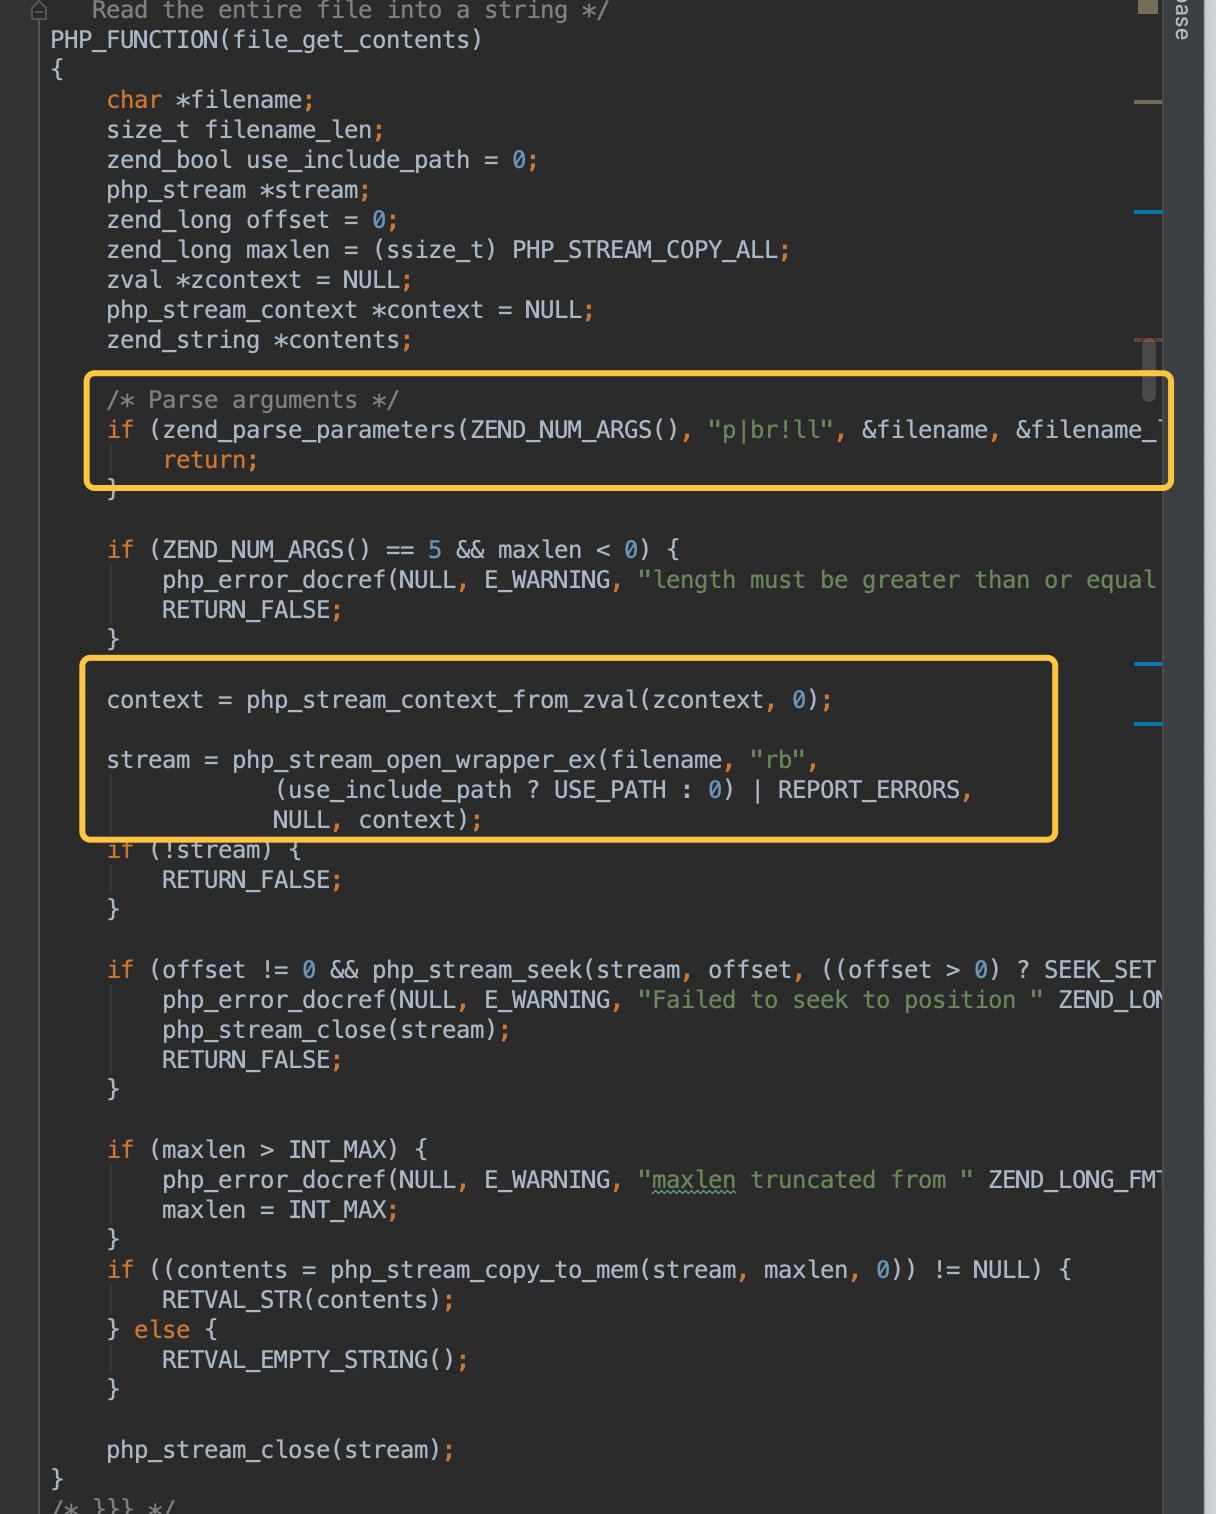 Read the entire file into a string */
PHP_FUNCTION(file_get_contents)
{
    char *filename;
    size_t filename_len;
    zend_bool use_include_path = 0;
    php_stream *stream;
    zend_long offset = 0;
    zend_long maxlen = (ssize_t) PHP_STREAM_COPY_ALL;
    zval *zcontext = NULL;
    php_stream_context *context = NULL;
    zend_string *contents;
    /* Parse arguments */
    if (zend_parse_parameters(ZEND_NUM_ARGS(), "p|br!ll", &filename, &filename_
        return;
    }
    if (ZEND_NUM_ARGS() == 5 && maxlen < 0) {
        php_error_docref(NULL, E_WARNING, "length must be greater than or equal
        RETURN_FALSE;
    }
    context = php_stream_context_from_zval(zcontext, 0);
    stream = php_stream_open_wrapper_ex(filename, "rb",
                (use_include_path ? USE_PATH : 0) | REPORT_ERRORS,
                NULL, context);
    if (!stream) {
        RETURN_FALSE;
    }
    if (offset != 0 && php_stream_seek(stream, offset, ((offset > 0) ? SEEK_SET
        php_error_docref(NULL, E_WARNING, "Failed to seek to position " ZEND_LON
        php_stream_close(stream);
        RETURN_FALSE;
    }
    if (maxlen > INT_MAX) {
        php_error_docref(NULL, E_WARNING, "maxlen truncated from " ZEND_LONG_FMT
        maxlen = INT_MAX;
    }
    if ((contents = php_stream_copy_to_mem(stream, maxlen, 0)) != NULL) {
        RETVAL_STR(contents);
    } else {
        RETVAL_EMPTY_STRING();
    }
    php_stream_close(stream);
}
/* }}} */